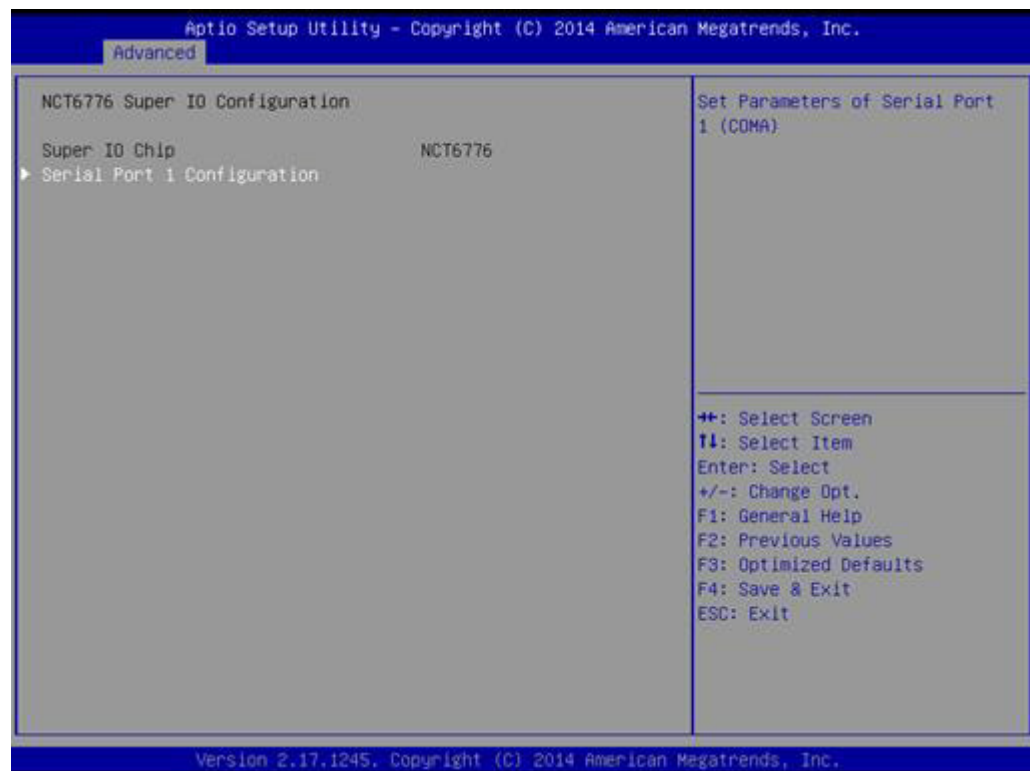 Aptio Setup Utility – Copyright (C) 2014 American Megatrends, Inc.
Advanced
NCT6776 Super IO Configuration
Super IO Chip NCT6776
▶ Serial Port 1 Configuration
Set Parameters of Serial Port
1 (COMA)
→←: Select Screen
↑↓: Select Item
Enter: Select
+/-: Change Opt.
F1: General Help
F2: Previous Values
F3: Optimized Defaults
F4: Save & Exit
ESC: Exit
Version 2.17.1245. Copyright (C) 2014 American Megatrends, Inc.